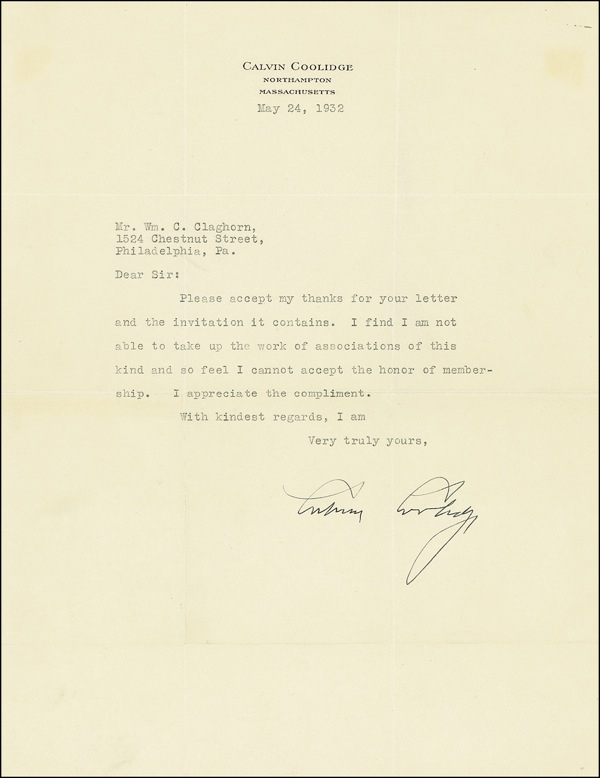 CALVIN COOLIDGE
NORTHAMPTON
MASSACHUSETTS
May 24, 1932
Mr. Wm. C. Claghorn,
1524 Chestnut Street,
Philadelphia, Pa.
Dear Sir:
Please accept my thanks for your letter
and the invitation it contains. I find I am not
able to take up the work of associations of this
kind and so feel I cannot accept the honor of member-
ship. I appreciate the compliment.
With kindest regards, I am
Very truly yours,
Calvin Coolidge